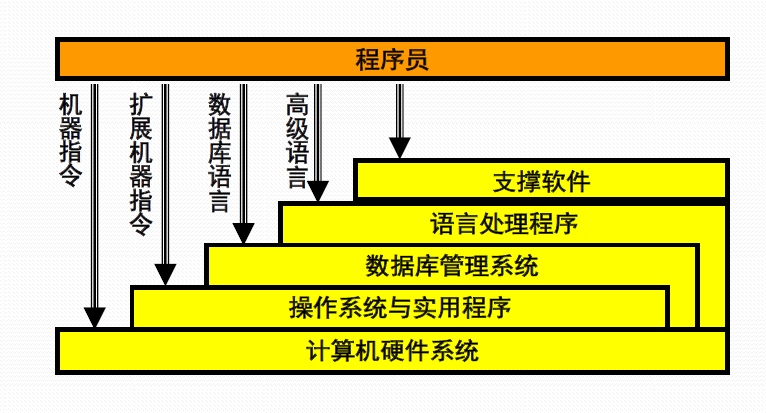 程序员
机器指令
扩展机器指令
数据库语言
高级语言
支撑软件
语言处理程序
数据库管理系统
操作系统与实用程序
计算机硬件系统